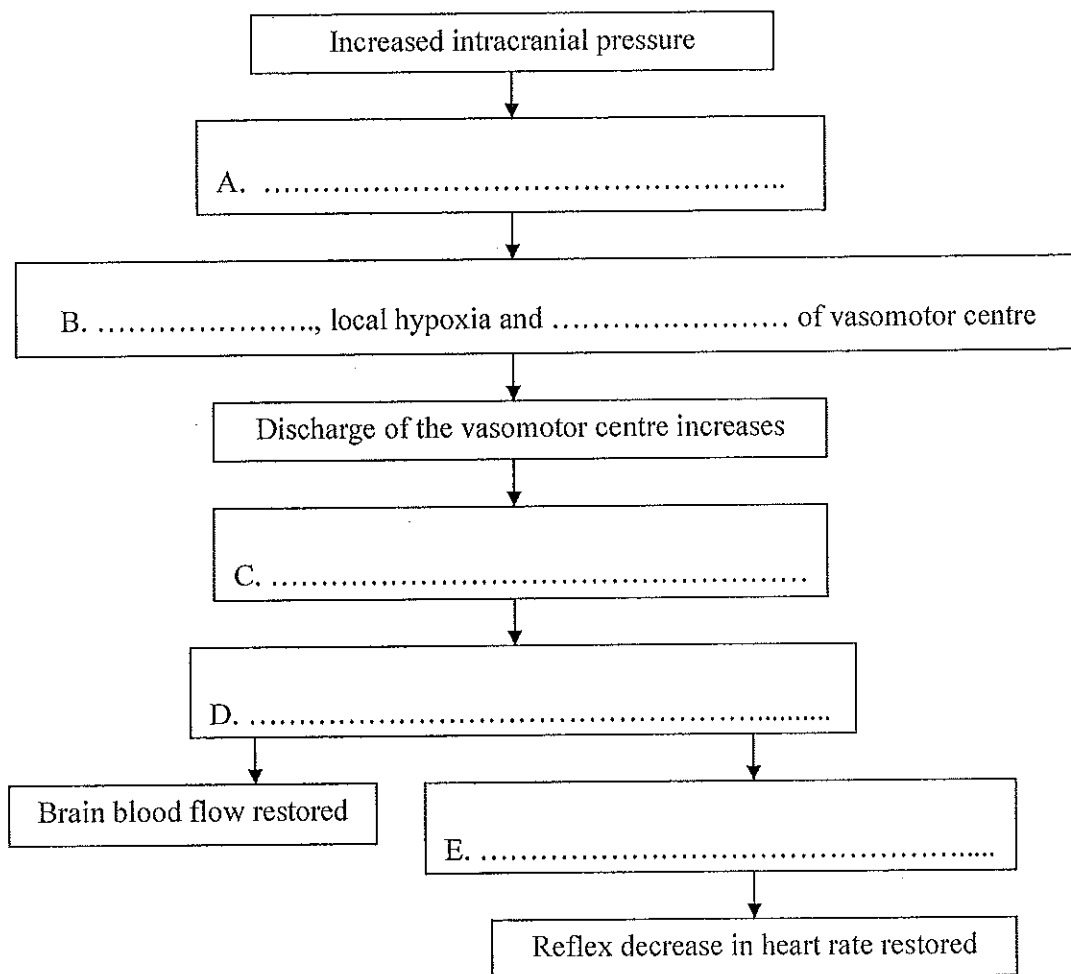 Increased intracranial pressure
A. ………………………………………………..
B. …………………., local hypoxia and …………………… of vasomotor centre
Discharge of the vasomotor centre increases
C. …………………………………………………
D. ……………………………………………..........
Brain blood flow restored
E. …………………………………………......
Reflex decrease in heart rate restored